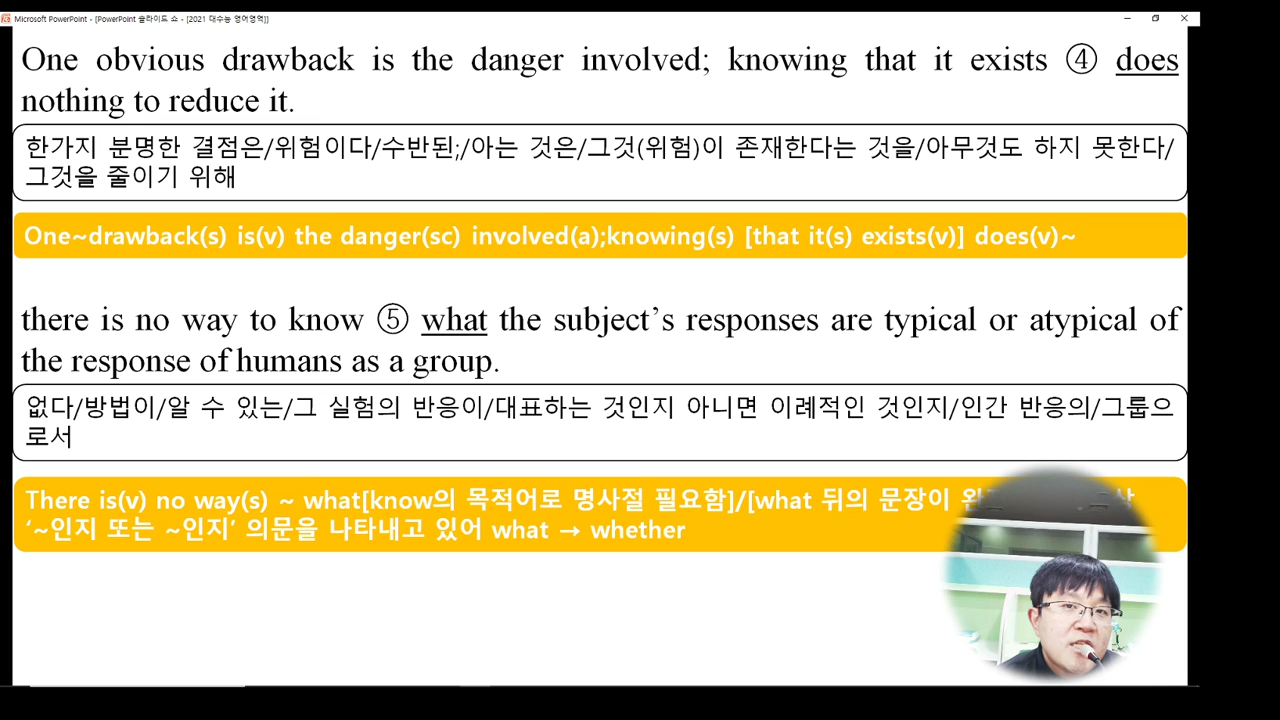 Microsoft PowerPoint - [PowerPoint 슬라이드 쇼 - [2021 대수능 영어영역]]
One obvious drawback is the danger involved; knowing that it exists ④ does
nothing to reduce it.
한가지 분명한 결점은/위험이다/수반된;/아는 것은/그것(위험)이 존재한다는 것을/아무것도 하지 못한다/
그것을 줄이기 위해
One~drawback(s) is(v) the danger(sc) involved(a);knowing(s) [that it(s) exists(v)] does(v)~
there is no way to know ⑤ what the subject's responses are typical or atypical of
the response of humans as a group.
없다/방법이/알 수 있는/그 실험의 반응이/대표하는 것인지 아니면 이례적인 것인지/인간 반응의/그룹으
로서
There is(v) no way(s) ~ what[know의 목적어로 명사절 필요함]/[what 뒤의 문장이
‘~인지 또는 ~인지’ 의문을 나타내고 있어 what → whether